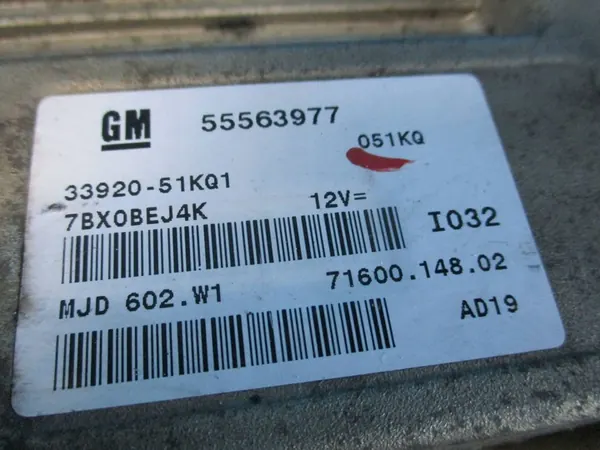 GM 55563977
051KQ
33920-51KQ1
7BX0BEJ4K 12V=
I032
MJD 602.W1 71600.148.02
AD19